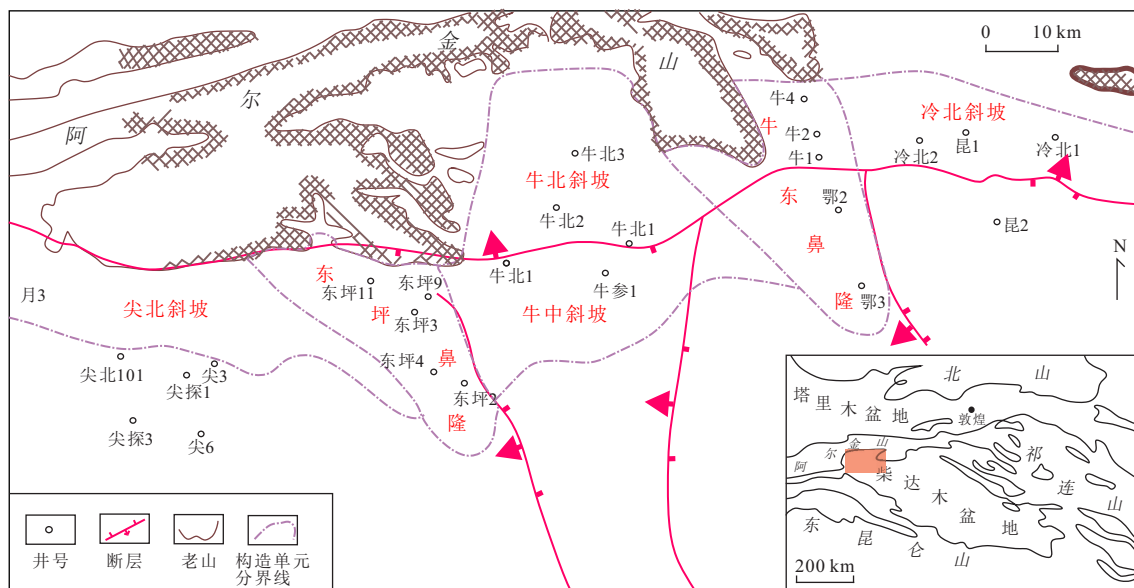 0 10 km
阿尔金山
牛4
牛2
牛1
牛东鼻隆
冷北斜坡
昆1
冷北2
冷北1
牛北3
牛北斜坡
牛北2
牛北1
鄂2
昆2
N
月3
尖北斜坡
东坪鼻隆
东坪11
东坪9
东坪3
东坪4
东坪2
牛北1
牛参1
牛中斜坡
鄂3
尖北101
尖探1
尖3
尖探3
尖6
井号
断层
老山
构造单元
分界线
北山
塔里木盆地
敦煌
阿尔金山
祁连山
柴达木盆地
东昆仑山
200 km